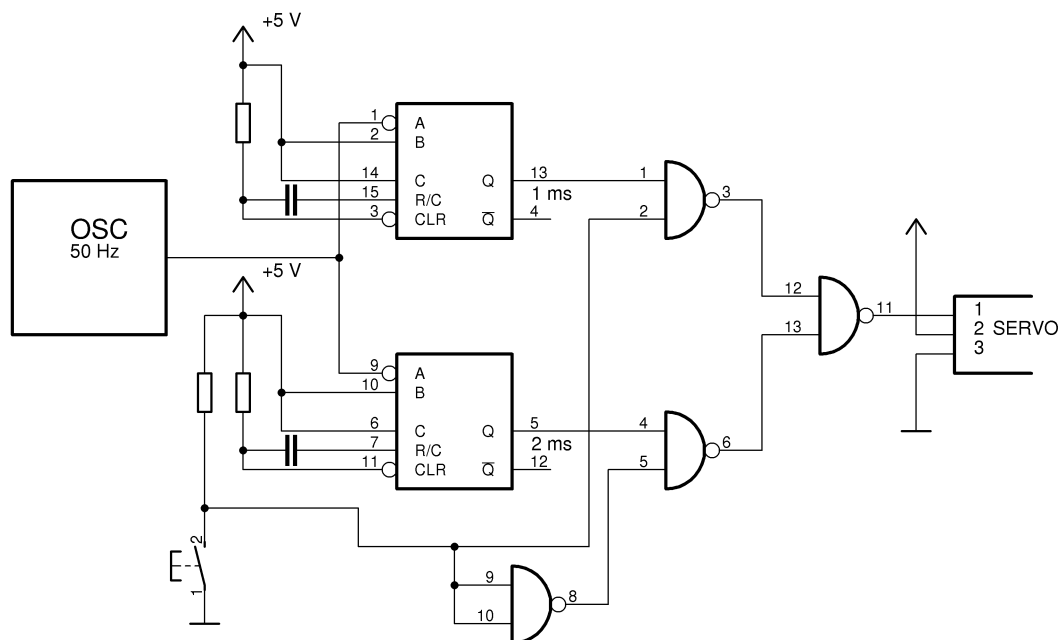 +5 V
1 A
2 B
14 C Q 13
1 ms
15 R/C
3 CLR Q 4
OSC
50 Hz
1
2
3
+5 V
12
13
11
1
2 SERVO
3
9 A
10 B
6 C Q 5
2 ms
7 R/C
11 CLR Q 12
4
5
6
2
1
9
10
8